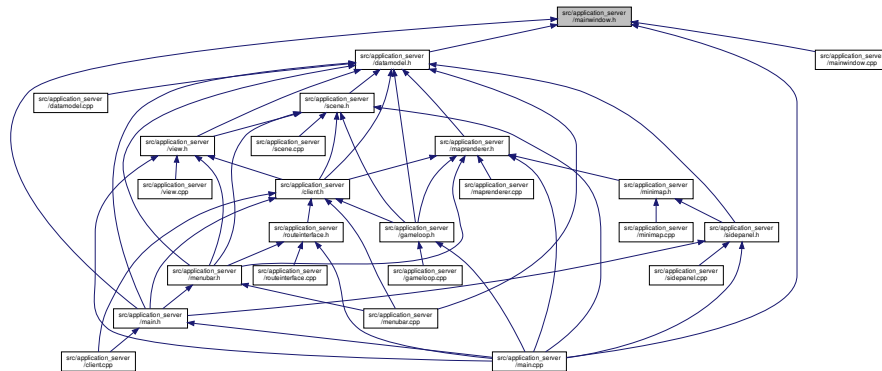 src/application_server
/mainwindow.h
src/application_server
/datamodel.h
src/application_server
/mainwindow.cpp
src/application_server
/datamodel.cpp
src/application_server
/scene.h
src/application_server
/view.h
src/application_server
/scene.cpp
src/application_server
/maprenderer.h
src/application_server
/view.cpp
src/application_server
/client.h
src/application_server
/maprenderer.cpp
src/application_server
/minimap.h
src/application_server
/routeinterface.h
src/application_server
/gameloop.h
src/application_server
/minimap.cpp
src/application_server
/sidepanel.h
src/application_server
/menubar.h
src/application_server
/routeinterface.cpp
src/application_server
/gameloop.cpp
src/application_server
/sidepanel.cpp
src/application_server
/main.h
src/application_server
/menubar.cpp
src/application_server
/client.cpp
src/application_server
/main.cpp